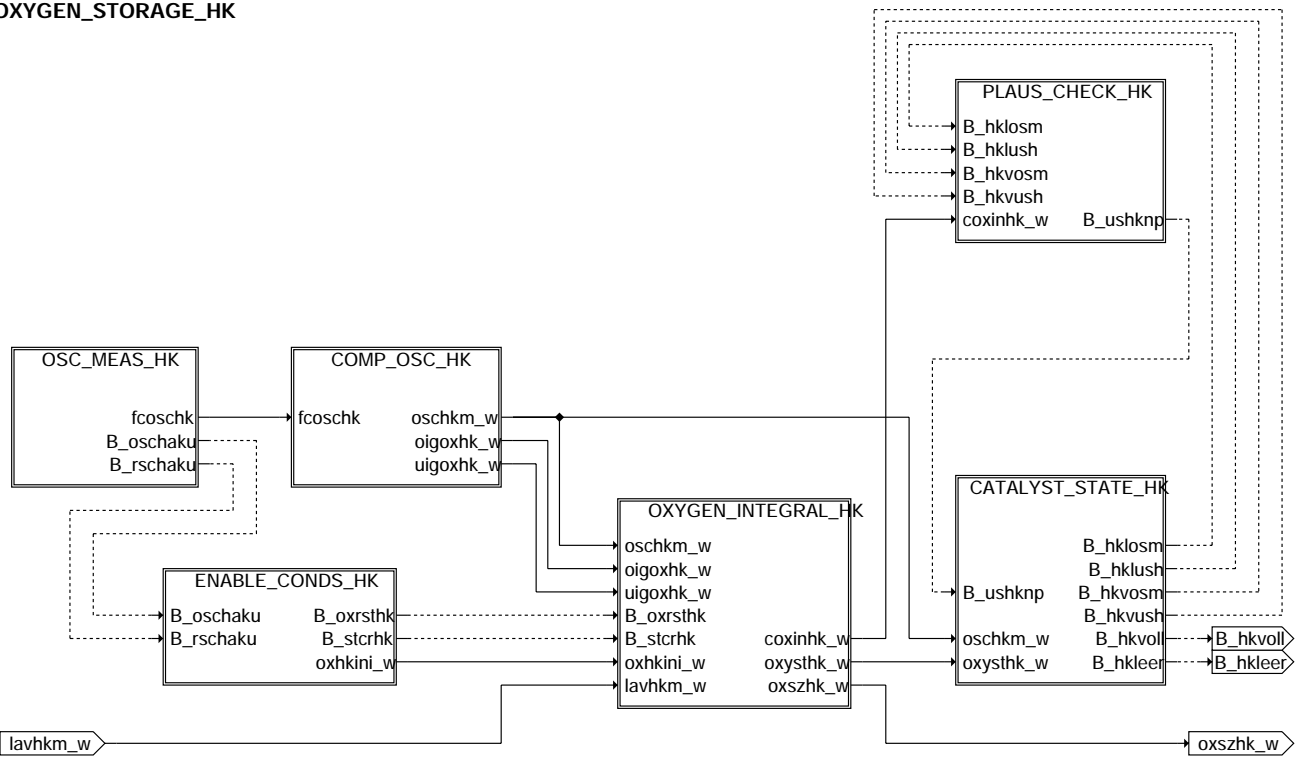 OXYGEN_STORAGE_HK
PLAUS_CHECK_HK
B_hklosm
B_hklush
B_hkvosm
B_hkvush
coxinhk_w B_ushknp
OSC_MEAS_HK
fcoschk
B_oschaku
B_rschaku
COMP_OSC_HK
fcoschk oschkm_w
oigoxhk_w
uigoxhk_w
OXYGEN_INTEGRAL_HK
oschkm_w
oigoxhk_w
uigoxhk_w
B_oxrsthk
B_stcrhk coxinhk_w
oxhkini_w oxysthk_w
lavhkm_w oxszhk_w
CATALYST_STATE_HK
B_hklosm
B_hklush
B_ushknp B_hkvosm
B_hkvush
oschkm_w B_hkvoll
oxysthk_w B_hkleer
B_hkvoll
B_hkleer
ENABLE_CONDS_HK
B_oschaku B_oxrsthk
B_rschaku B_stcrhk
oxhkini_w
lavhkm_w
oxszhk_w